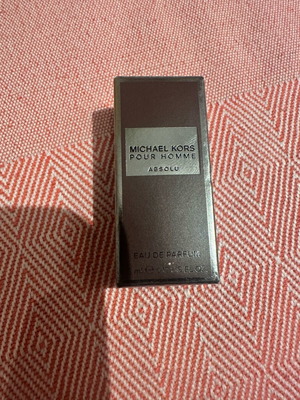 MICHAEL KORS
POUR HOMME
ABSOLU
EAU DE PARFUM